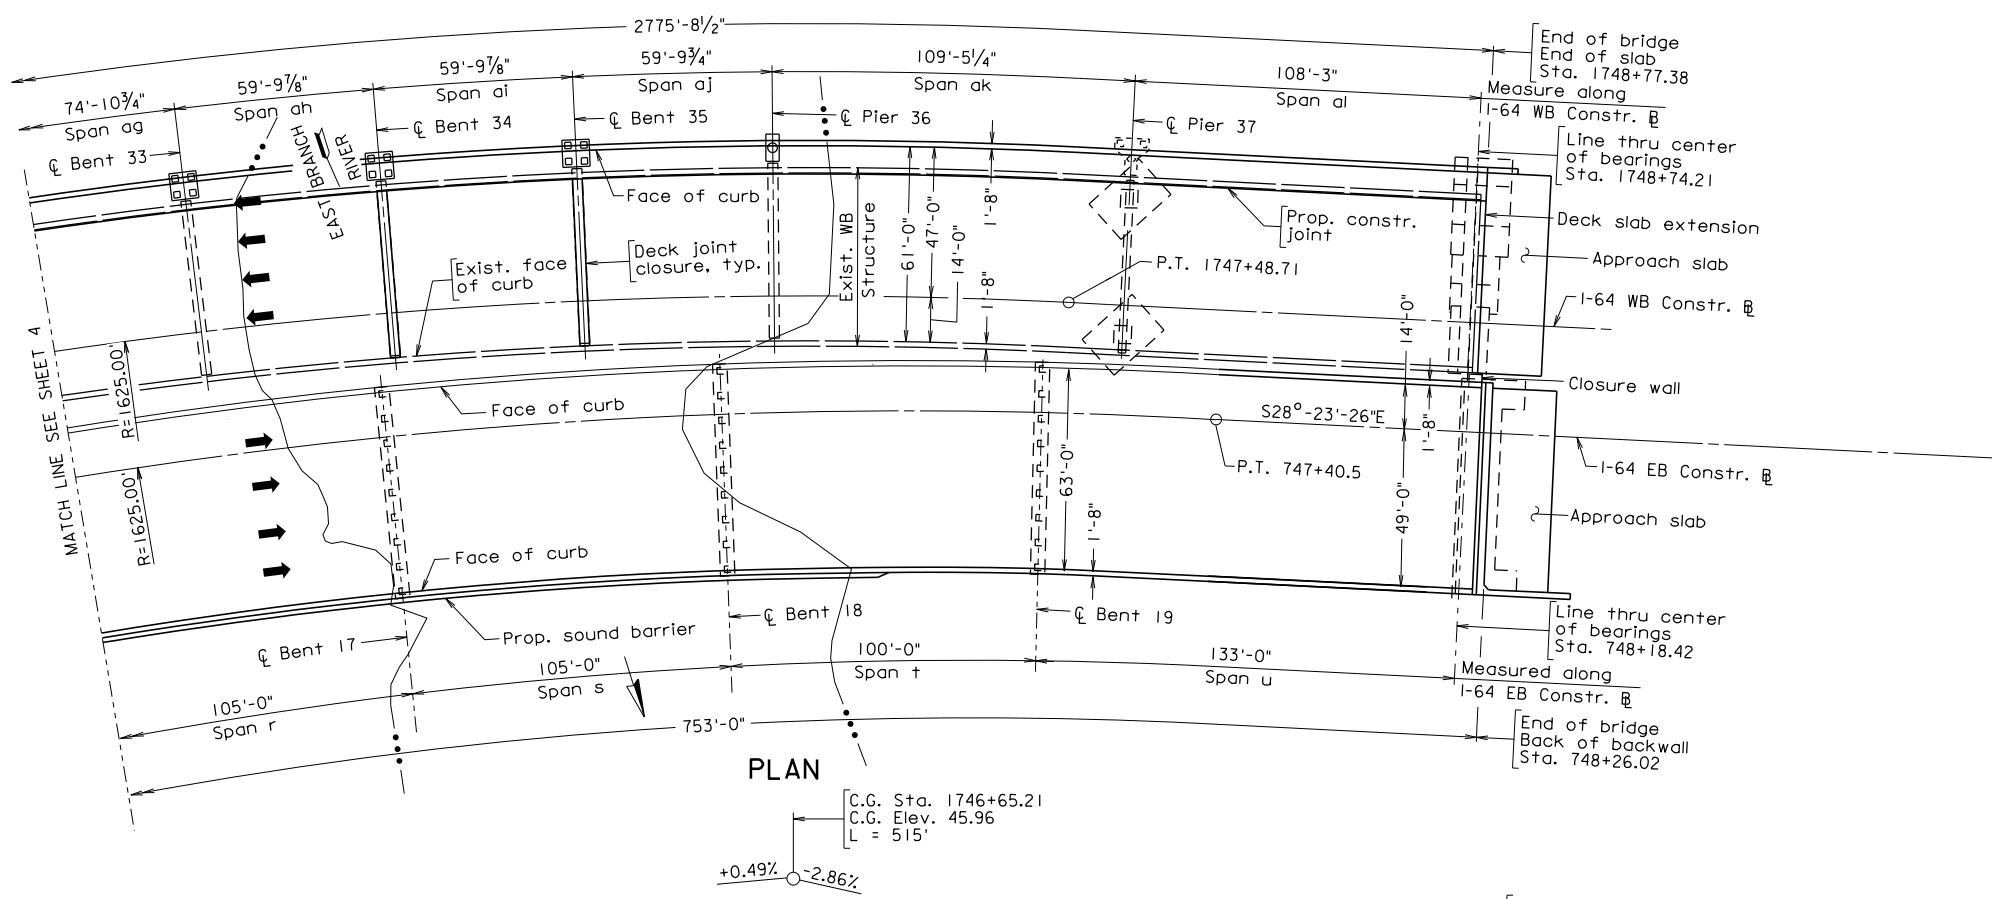 2775'-8½"
End of bridge
End of slab
Sta. 1748+77.38
74'-10¾"
Span ag
59'-9⅞"
Span ah
59'-9⅞"
Span ai
59'-9¾"
Span aj
109'-5¼"
Span ak
108'-3"
Span al
Measure along
I-64 WB Constr. ℄
℄ Bent 33
℄ Bent 34
℄ Bent 35
℄ Pier 36
℄ Pier 37
Line thru center
of bearings
Sta. 1748+74.21
EAST BRANCH
RIVER
Face of curb
Deck joint
closure, typ.
Exist. face
of curb
Exist. WB
Structure
61'-0"
47'-0"
14'-0"
1'-8"
1'-8"
Prop. constr.
joint
P.T. 1747+48.71
Deck slab extension
Approach slab
I-64 WB Constr. ℄
14'-0"
Closure wall
MATCH LINE SEE SHEET 4
R=1625.00'
R=1625.00'
Face of curb
S28°-23'-26"E
1'-8"
P.T. 747+40.5
63'-0"
1'-8"
49'-0"
I-64 EB Constr. ℄
Approach slab
Face of curb
Prop. sound barrier
℄ Bent 17
℄ Bent 18
℄ Bent 19
Line thru center
of bearings
Sta. 748+18.42
105'-0"
Span r
105'-0"
Span s
100'-0"
Span t
133'-0"
Span u
Measured along
I-64 EB Constr. ℄
753'-0"
End of bridge
Back of backwall
Sta. 748+26.02
PLAN
C.G. Sta. 1746+65.21
C.G. Elev. 45.96
L = 515'
+0.49%
-2.86%